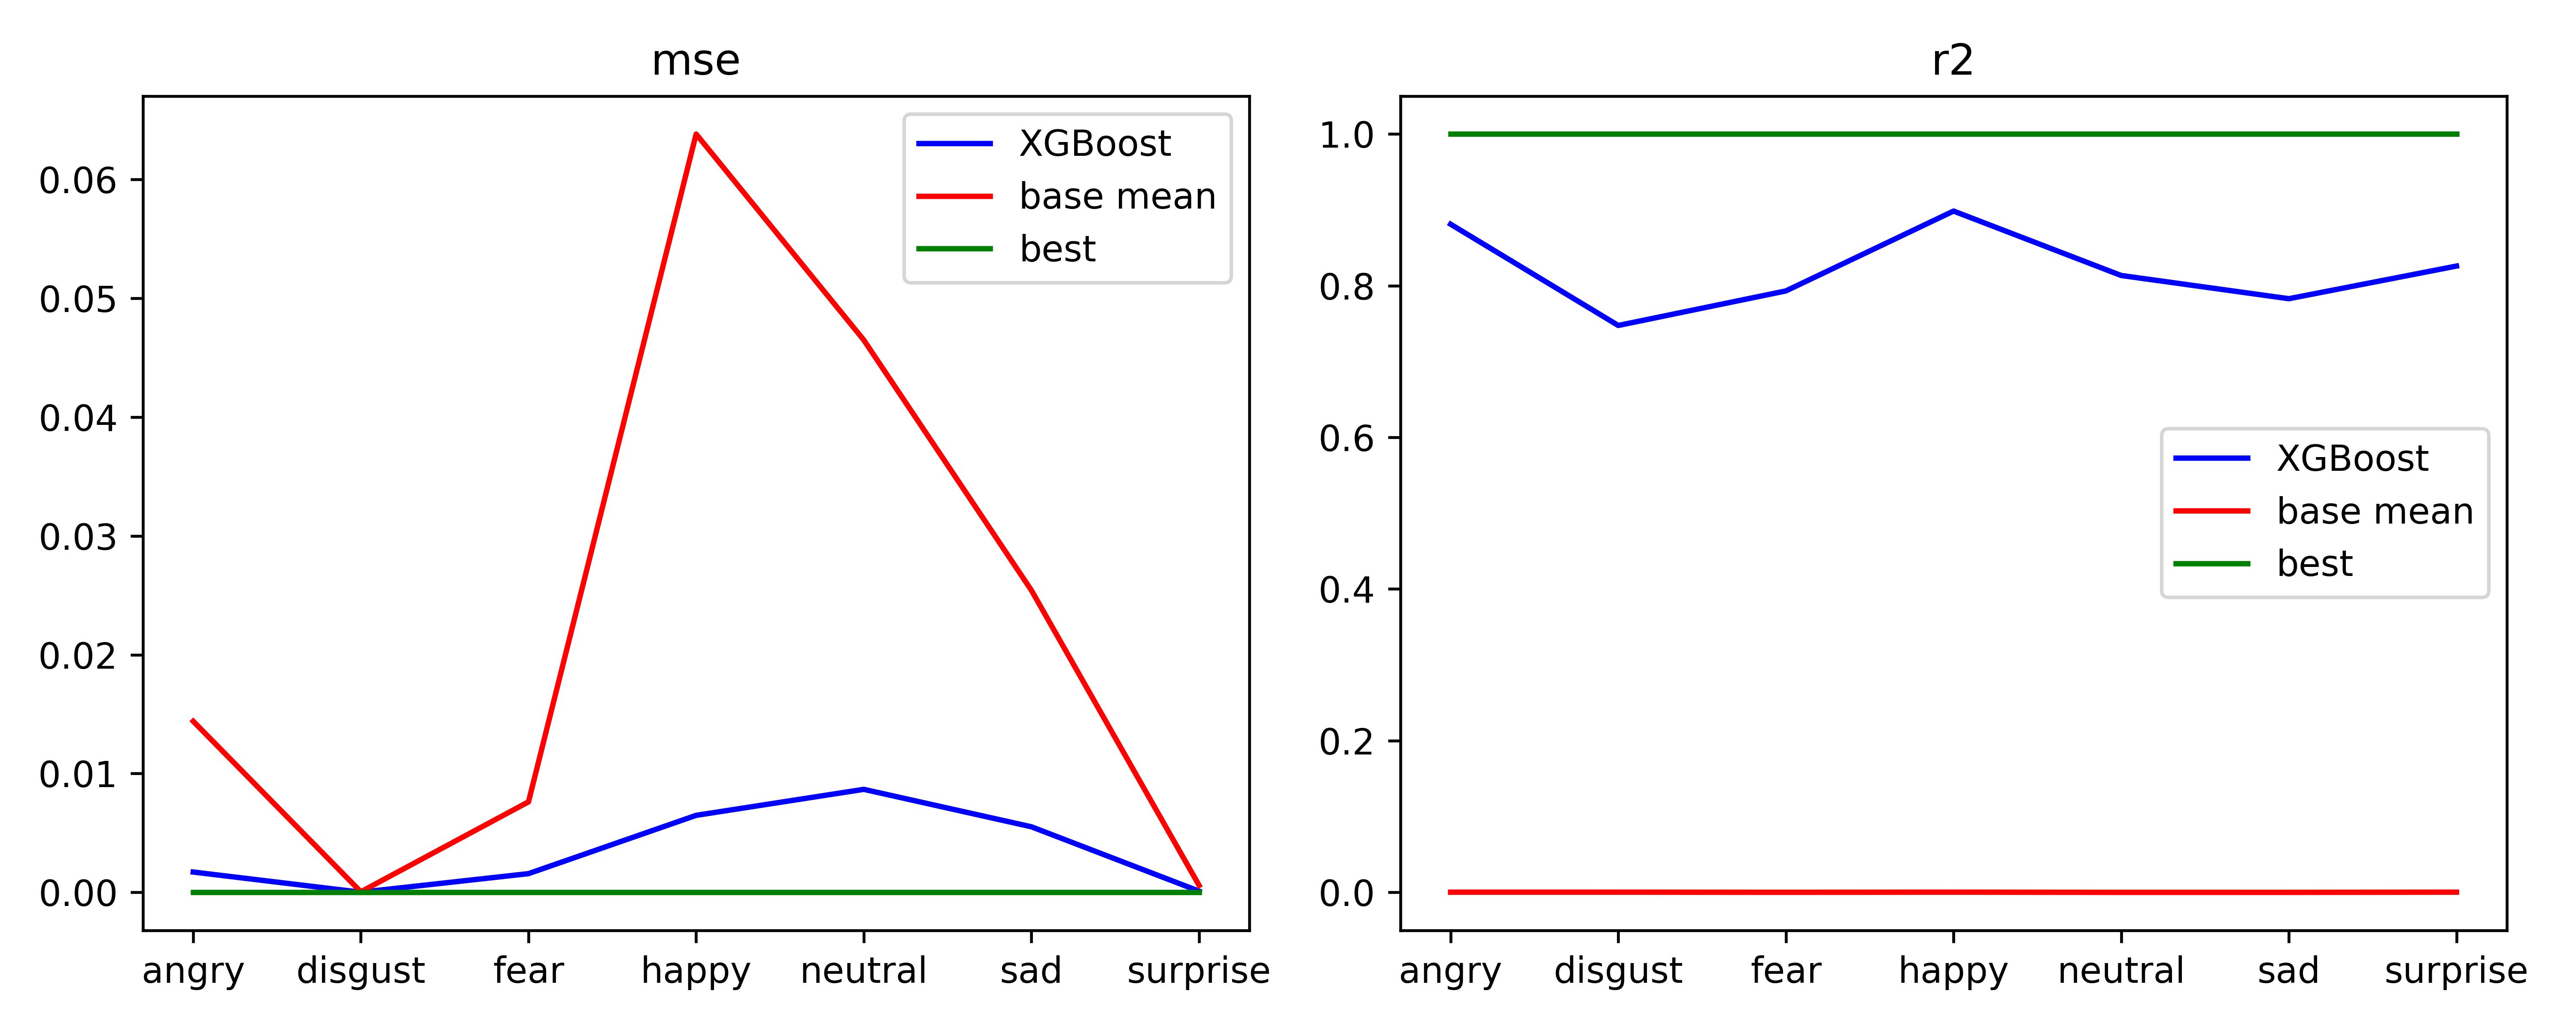 mse
0.06
0.05
0.04
0.03
0.02
0.01
0.00
XGBoost
base mean
best
angry disgust fear happy neutral sad surprise
r2
1.0
0.8
0.6
0.4
0.2
0.0
XGBoost
base mean
best
angry disgust fear happy neutral sad surprise